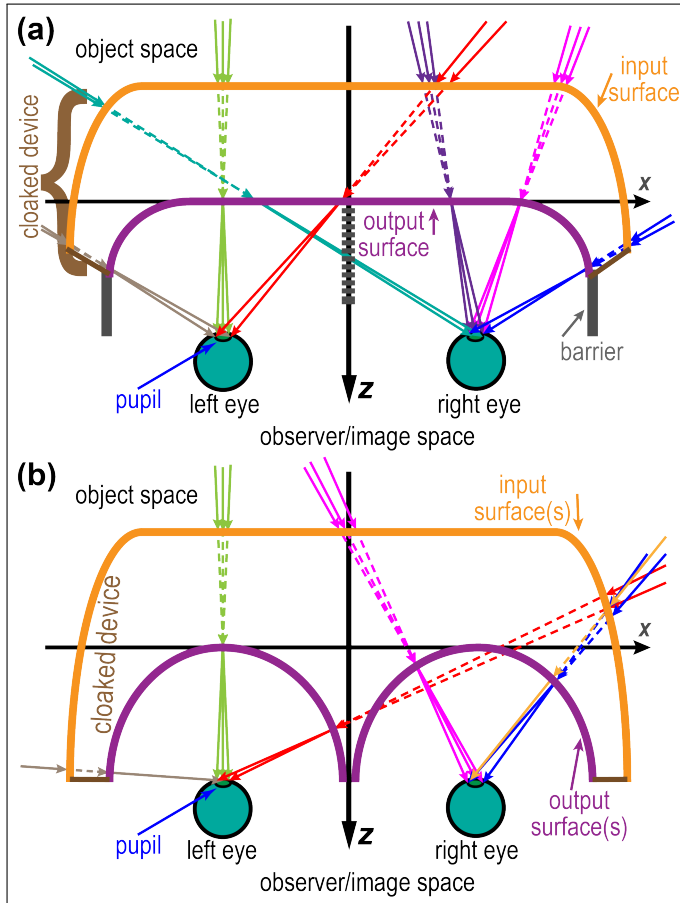 (a)
object space
input
surface
cloaked device
x
output
surface
barrier
pupil
left eye
z
right eye
observer/image space
(b)
object space
input
surface(s)
cloaked device
x
pupil
left eye
z
right eye
output
surface(s)
observer/image space